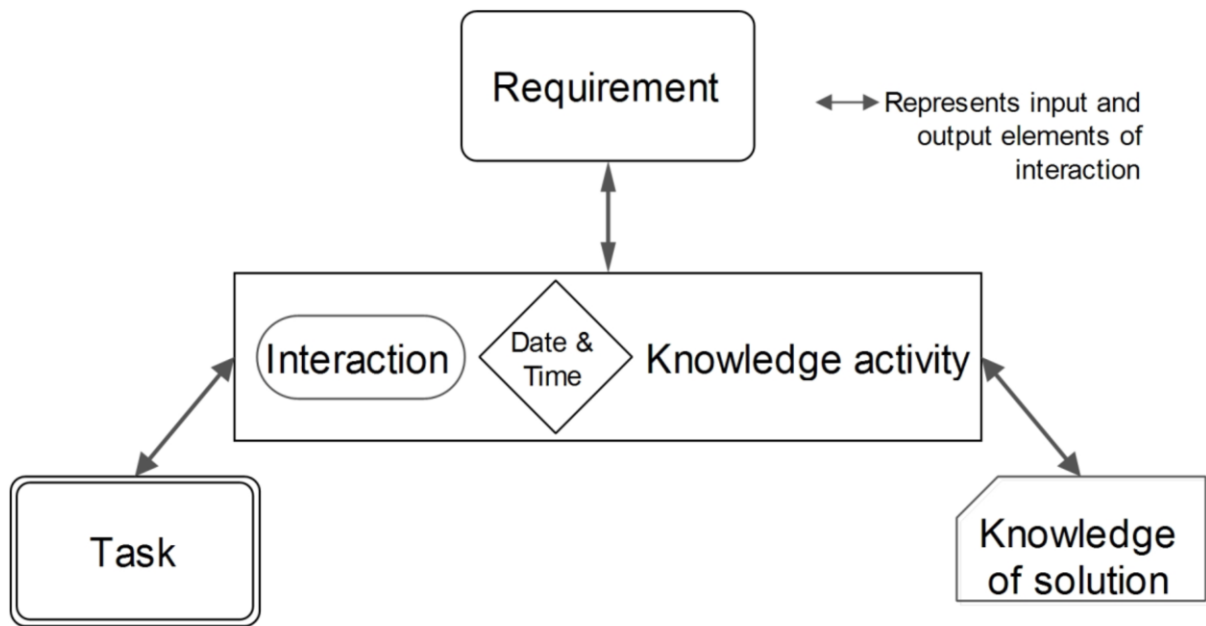 Requirement
Represents input and
output elements of
interaction
Interaction
Date &
Time
Knowledge activity
Task
Knowledge
of solution